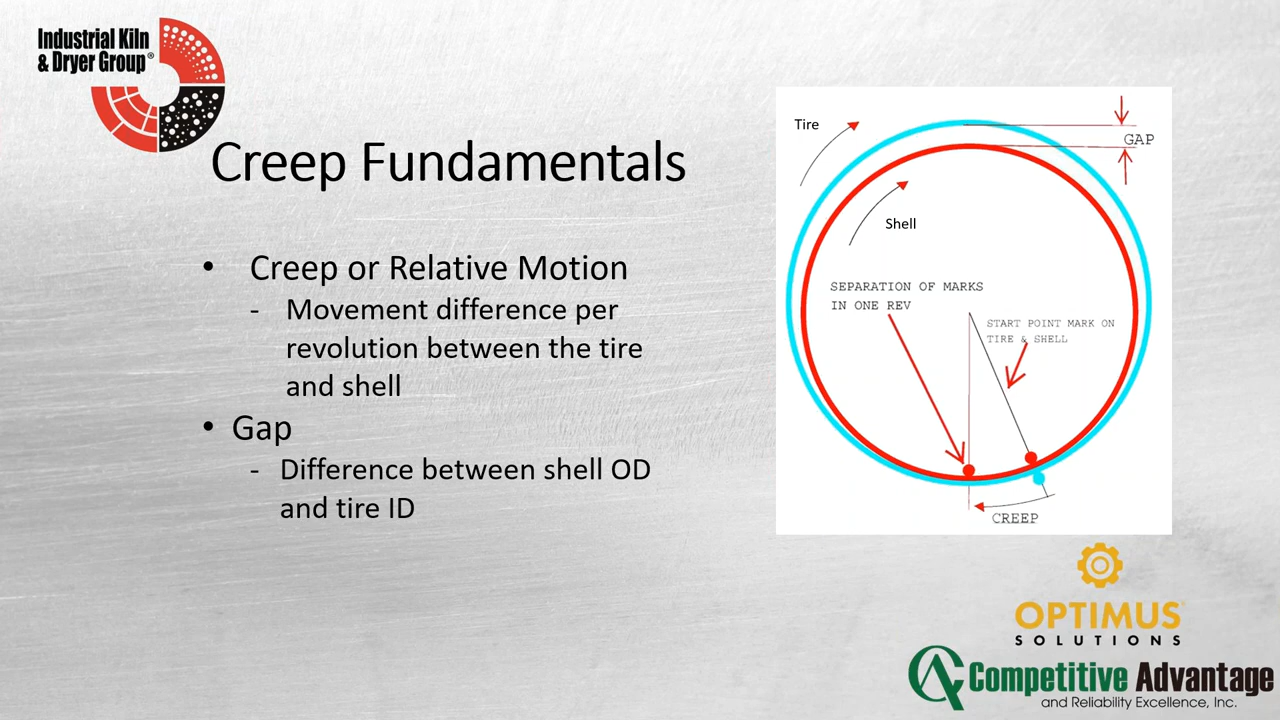 Industrial Kiln
& Dryer Group®
Creep Fundamentals
• Creep or Relative Motion
- Movement difference per
revolution between the tire
and shell
• Gap
- Difference between shell OD
and tire ID
Tire
GAP
Shell
SEPARATION OF MARKS
IN ONE REV
START POINT MARK ON
TIRE & SHELL
CREEP
OPTIMUS
SOLUTIONS
Competitive Advantage
and Reliability Excellence, Inc.